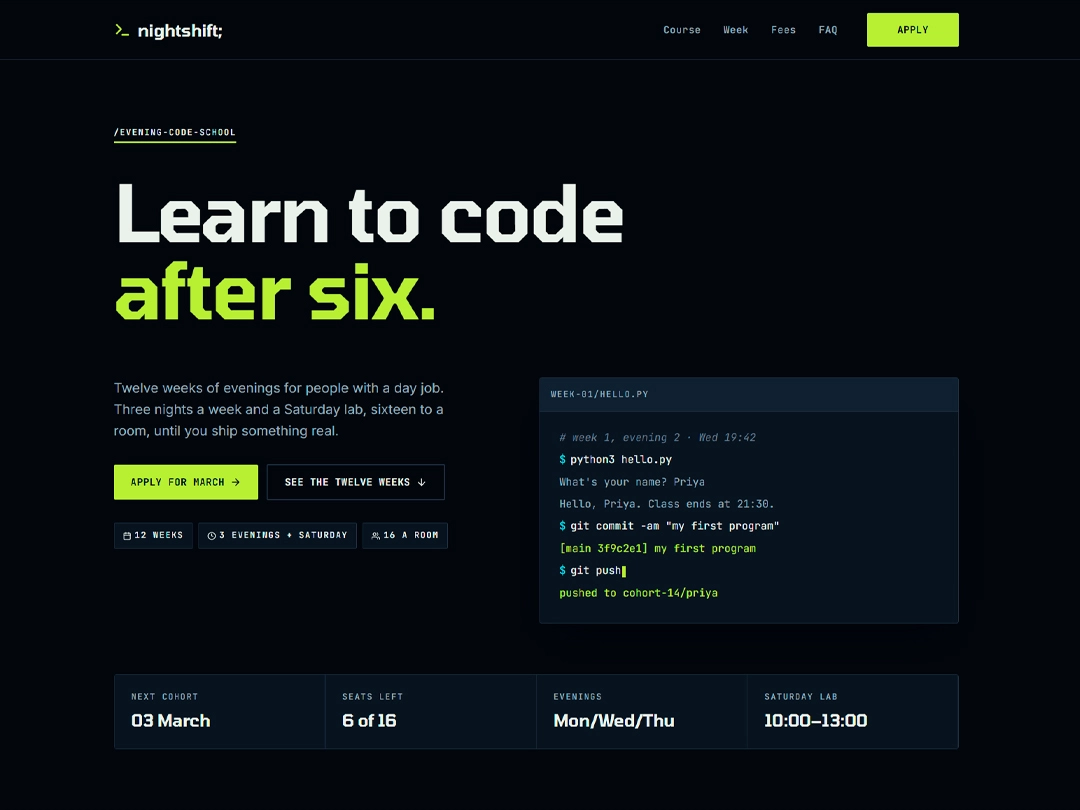 >_ nightshift;
Course Week Fees FAQ APPLY
/EVENING-CODE-SCHOOL
Learn to code
after six.
Twelve weeks of evenings for people with a day job.
Three nights a week and a Saturday lab, sixteen to a
room, until you ship something real.
APPLY FOR MARCH →
SEE THE TWELVE WEEKS ↓
12 WEEKS
3 EVENINGS + SATURDAY
16 A ROOM
WEEK-01/HELLO.PY
# week 1, evening 2 · Wed 19:42
$ python3 hello.py
What's your name? Priya
Hello, Priya. Class ends at 21:30.
$ git commit -am "my first program"
[main 3f9c2e1] my first program
$ git push
pushed to cohort-14/priya
NEXT COHORT
03 March
SEATS LEFT
6 of 16
EVENINGS
Mon/Wed/Thu
SATURDAY LAB
10:00–13:00